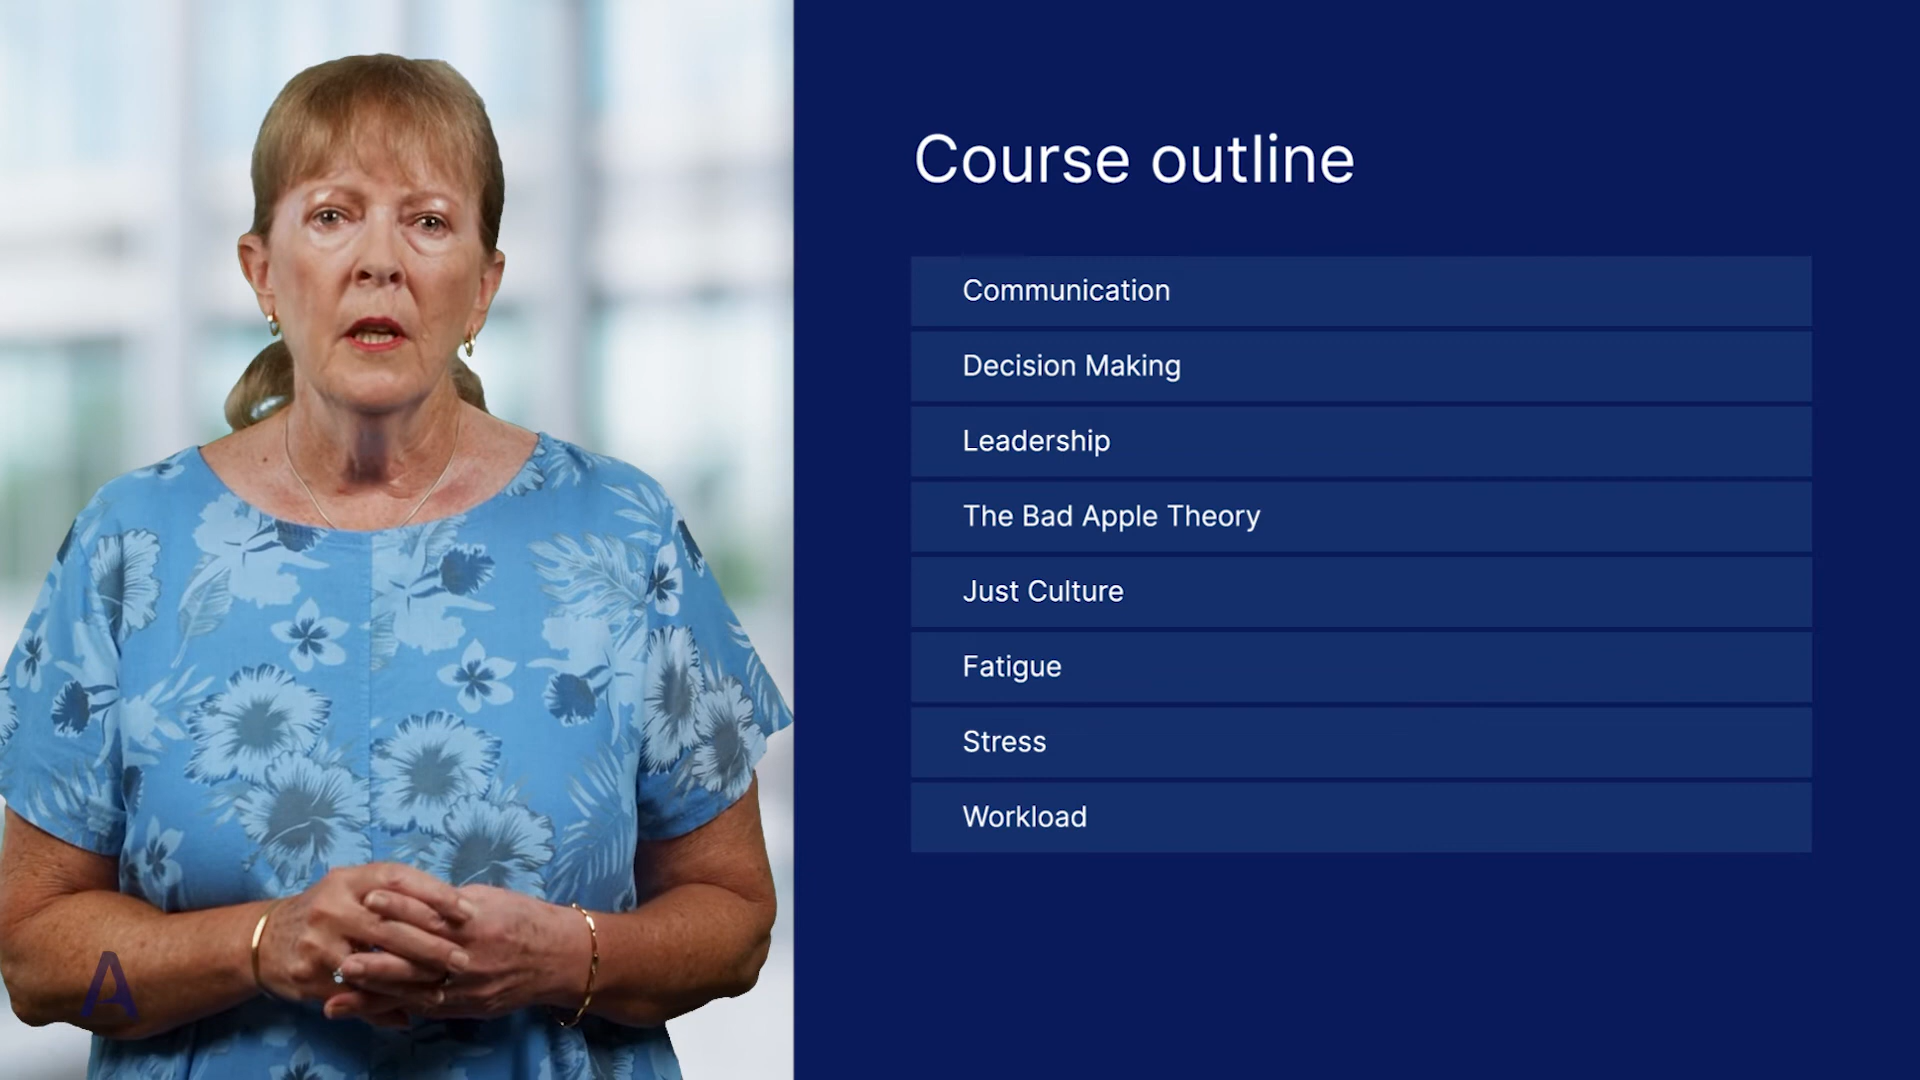 Course outline
Communication
Decision Making
Leadership
The Bad Apple Theory
Just Culture
Fatigue
Stress
Workload
A